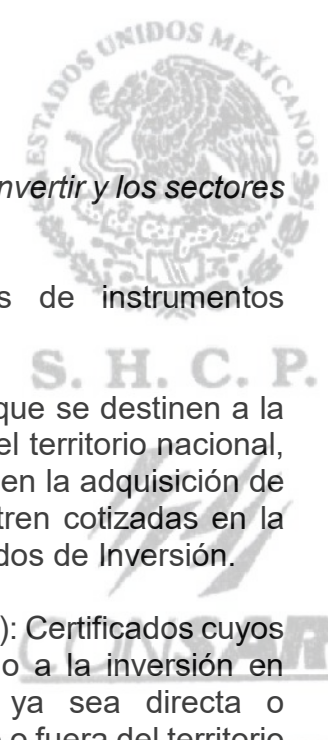 ESTADOS UNIDOS MEXICANOS
nvertir y los sectores
s de instrumentos
S. H. C. P.
que se destinen a la
el territorio nacional,
en la adquisición de
tren cotizadas en la
dos de Inversión.
): Certificados cuyos
o a la inversión en
ya sea directa o
o fuera del territorio